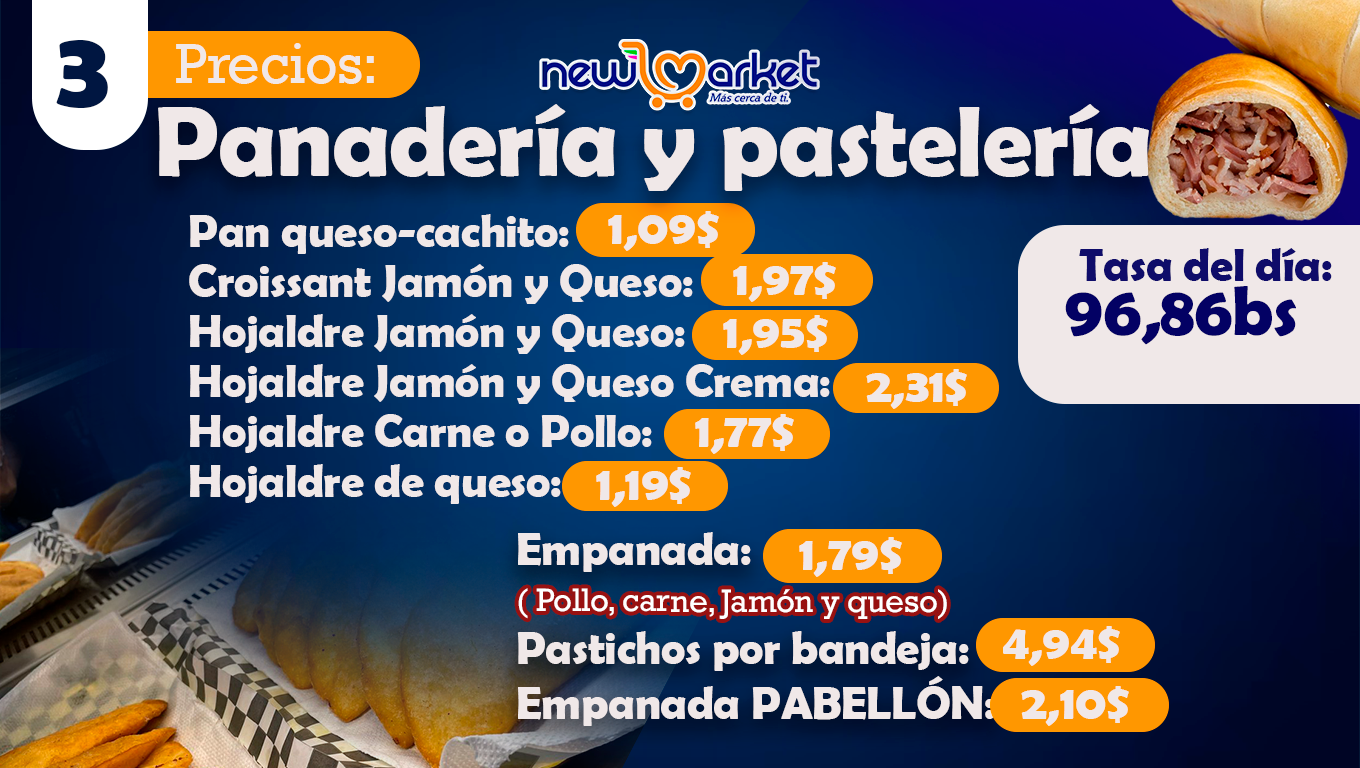 3
Precios:
new market
Más cerca de ti.
Panadería y pastelería
Pan queso-cachito: 1,09$
Croissant Jamón y Queso: 1,97$
Hojaldre Jamón y Queso: 1,95$
Hojaldre Jamón y Queso Crema: 2,31$
Hojaldre Carne o Pollo: 1,77$
Hojaldre de queso: 1,19$
Tasa del día:
96,86bs
Empanada: 1,79$
( Pollo, carne, Jamón y queso)
Pastichos por bandeja: 4,94$
Empanada PABELLÓN: 2,10$